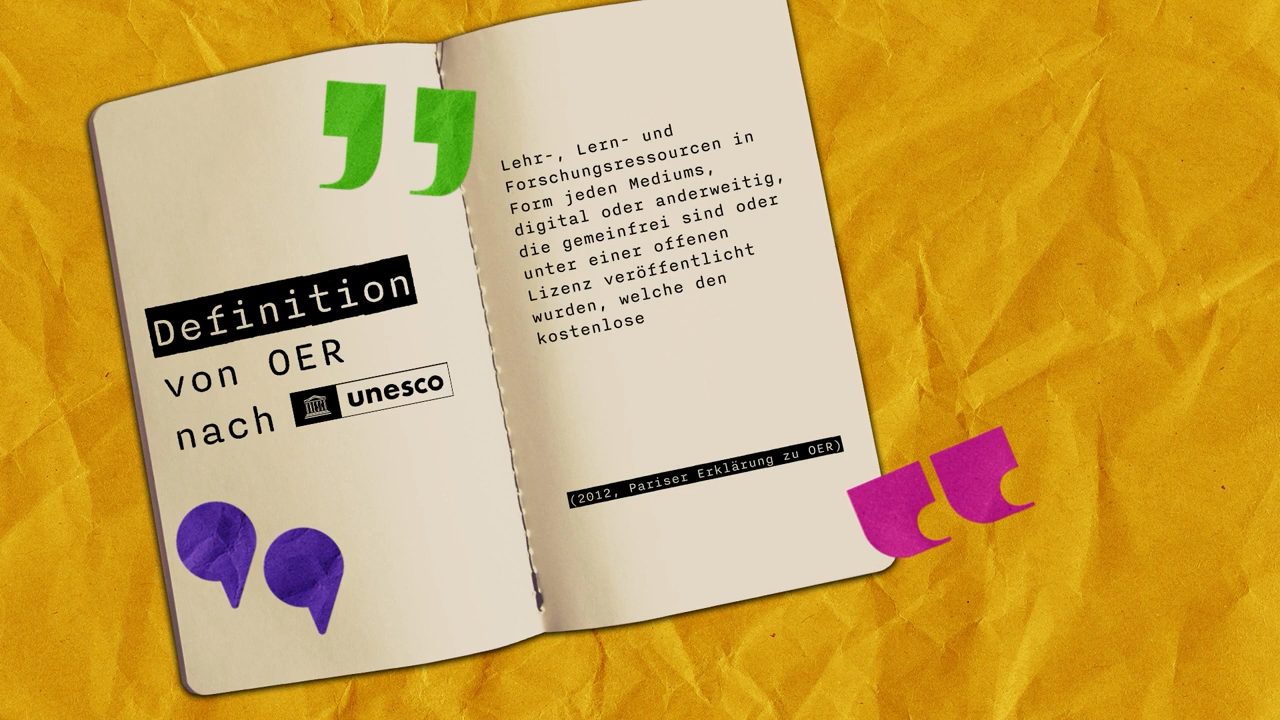 Definition
von OER
nach unesco
Lehr-, Lern- und
Forschungsressourcen in
Form jeden Mediums,
digital oder anderweitig,
die gemeinfrei sind oder
unter einer offenen
Lizenz veröffentlicht
wurden, welche den
kostenlose
(2012, Pariser Erklärung zu OER)